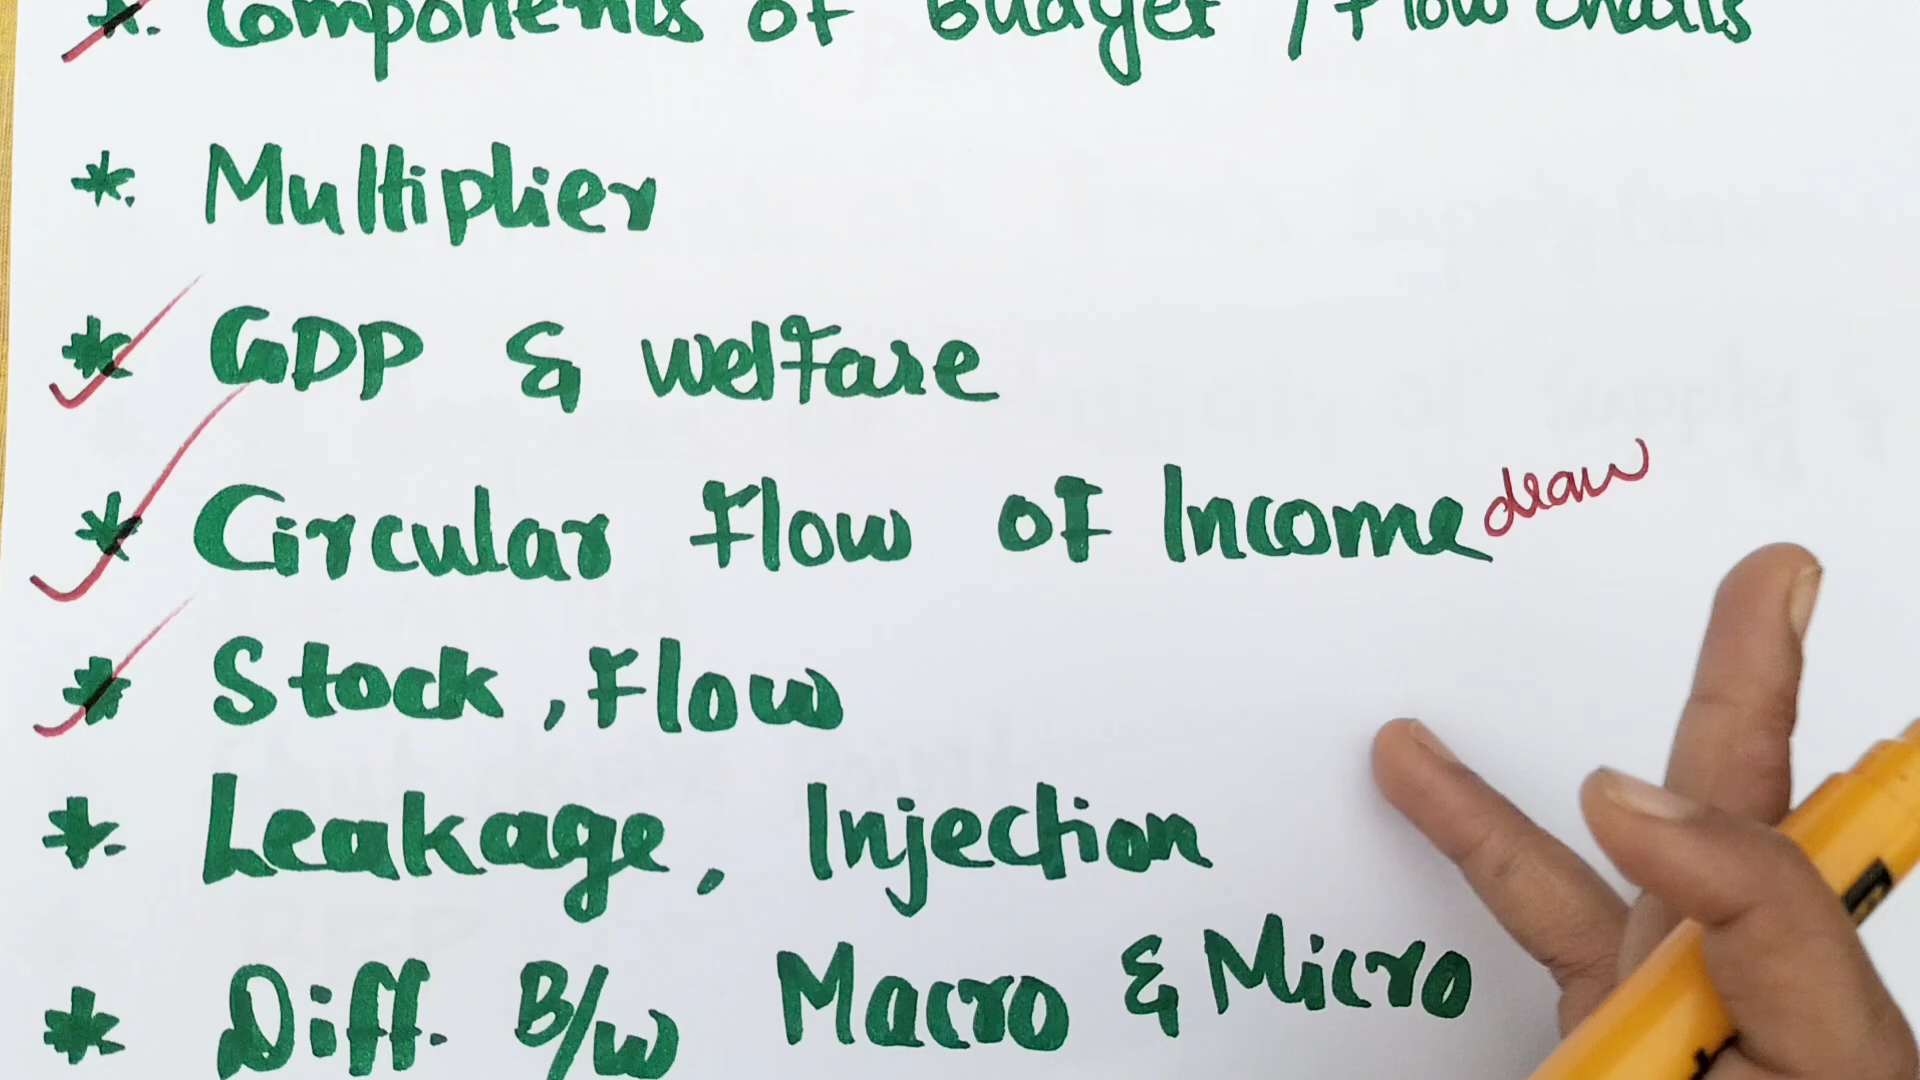 *. Components of Budget / Flow charts
*. Multiplier
* GDP & welfare
* Circular Flow of Income draw
* Stock, Flow
*. Leakage, Injection
* Diff. B/w Macro & Micro